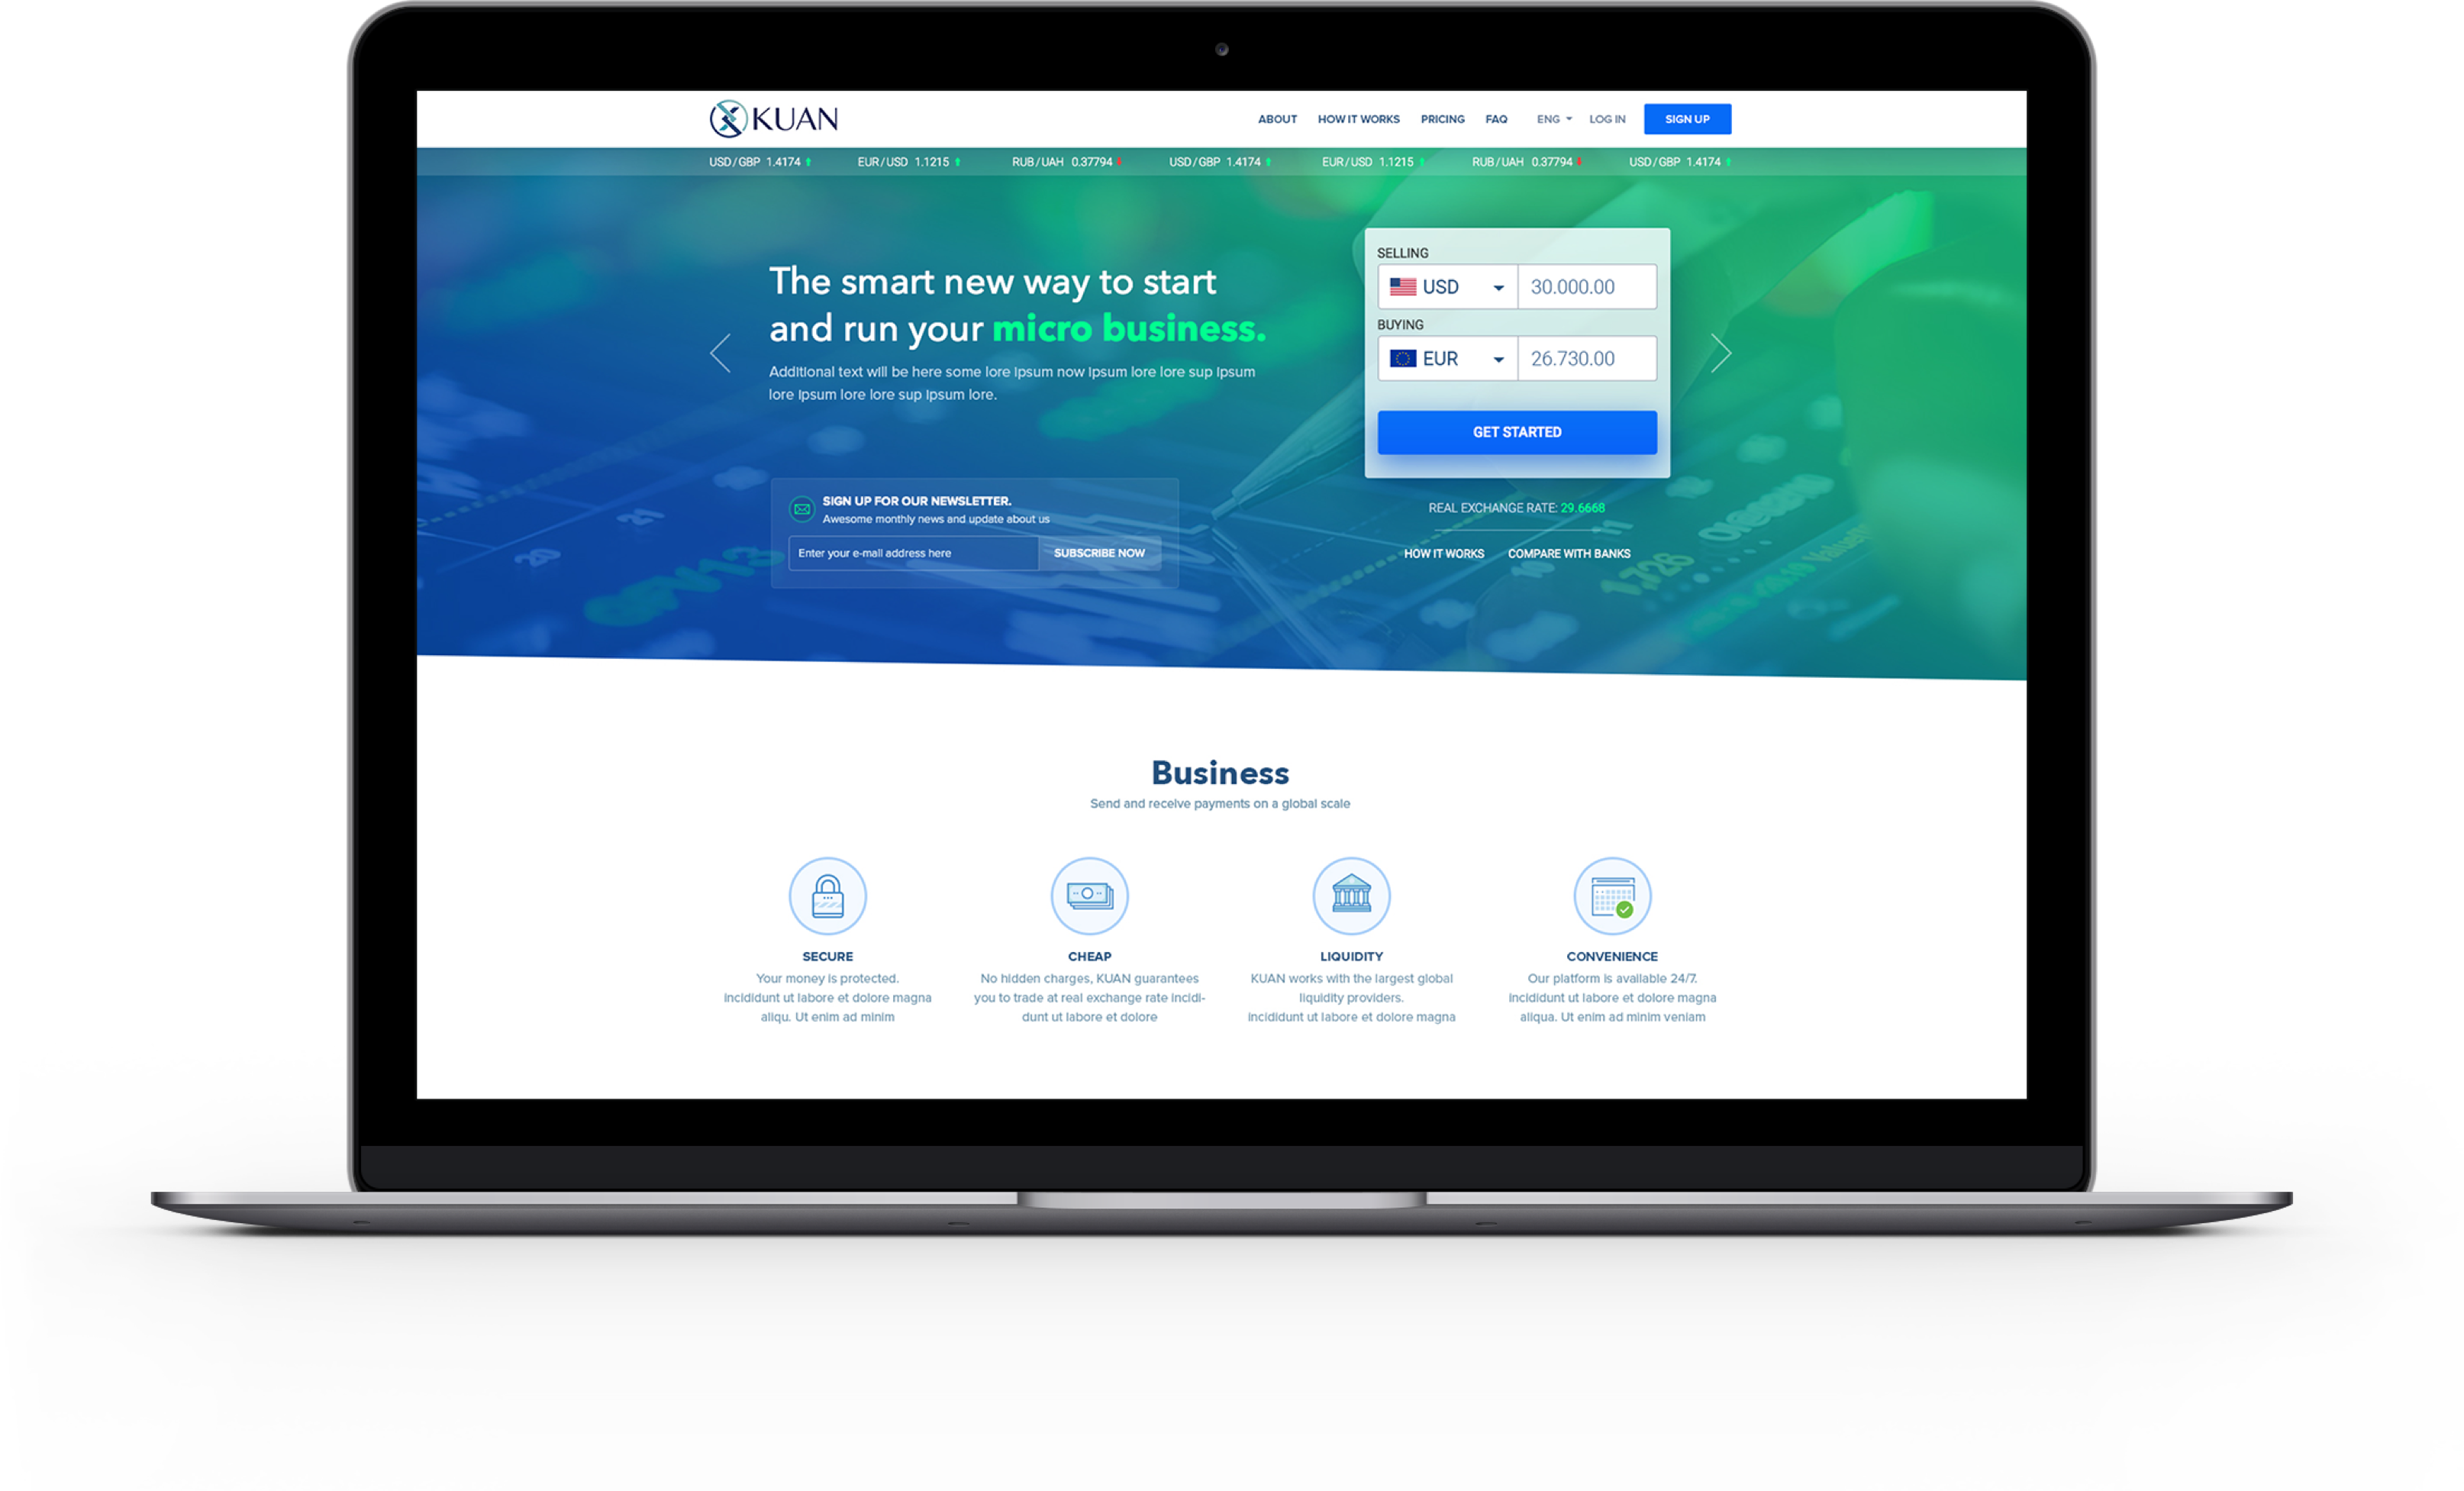 KUAN
ABOUT HOW IT WORKS PRICING FAQ ENG LOG IN SIGN UP
USD/GBP 1.4174 EUR/USD 1.1215 RUB/UAH 0.37794 USD/GBP 1.4174 EUR/USD 1.1215 RUB/UAH 0.37794 USD/GBP 1.4174
The smart new way to start
and run your micro business.
Additional text will be here some lore Ipsum now Ipsum lore lore sup Ipsum
lore Ipsum lore lore sup Ipsum lore.
SIGN UP FOR OUR NEWSLETTER.
Awesome monthly news and update about us
Enter your e-mail address here SUBSCRIBE NOW
SELLING
USD 30.000.00
BUYING
EUR 26.730.00
GET STARTED
REAL EXCHANGE RATE: 29.6668
HOW IT WORKS COMPARE WITH BANKS
1,728
Business
Send and receive payments on a global scale
SECURE
Your money is protected.
incididunt ut labore et dolore magna
aliqu. Ut enim ad minim
CHEAP
No hidden charges, KUAN guarantees
you to trade at real exchange rate incidi-
dunt ut labore et dolore
LIQUIDITY
KUAN works with the largest global
liquidity providers.
incididunt ut labore et dolore magna
CONVENIENCE
Our platform is available 24/7.
incididunt ut labore et dolore magna
aliqua. Ut enim ad minim veniam